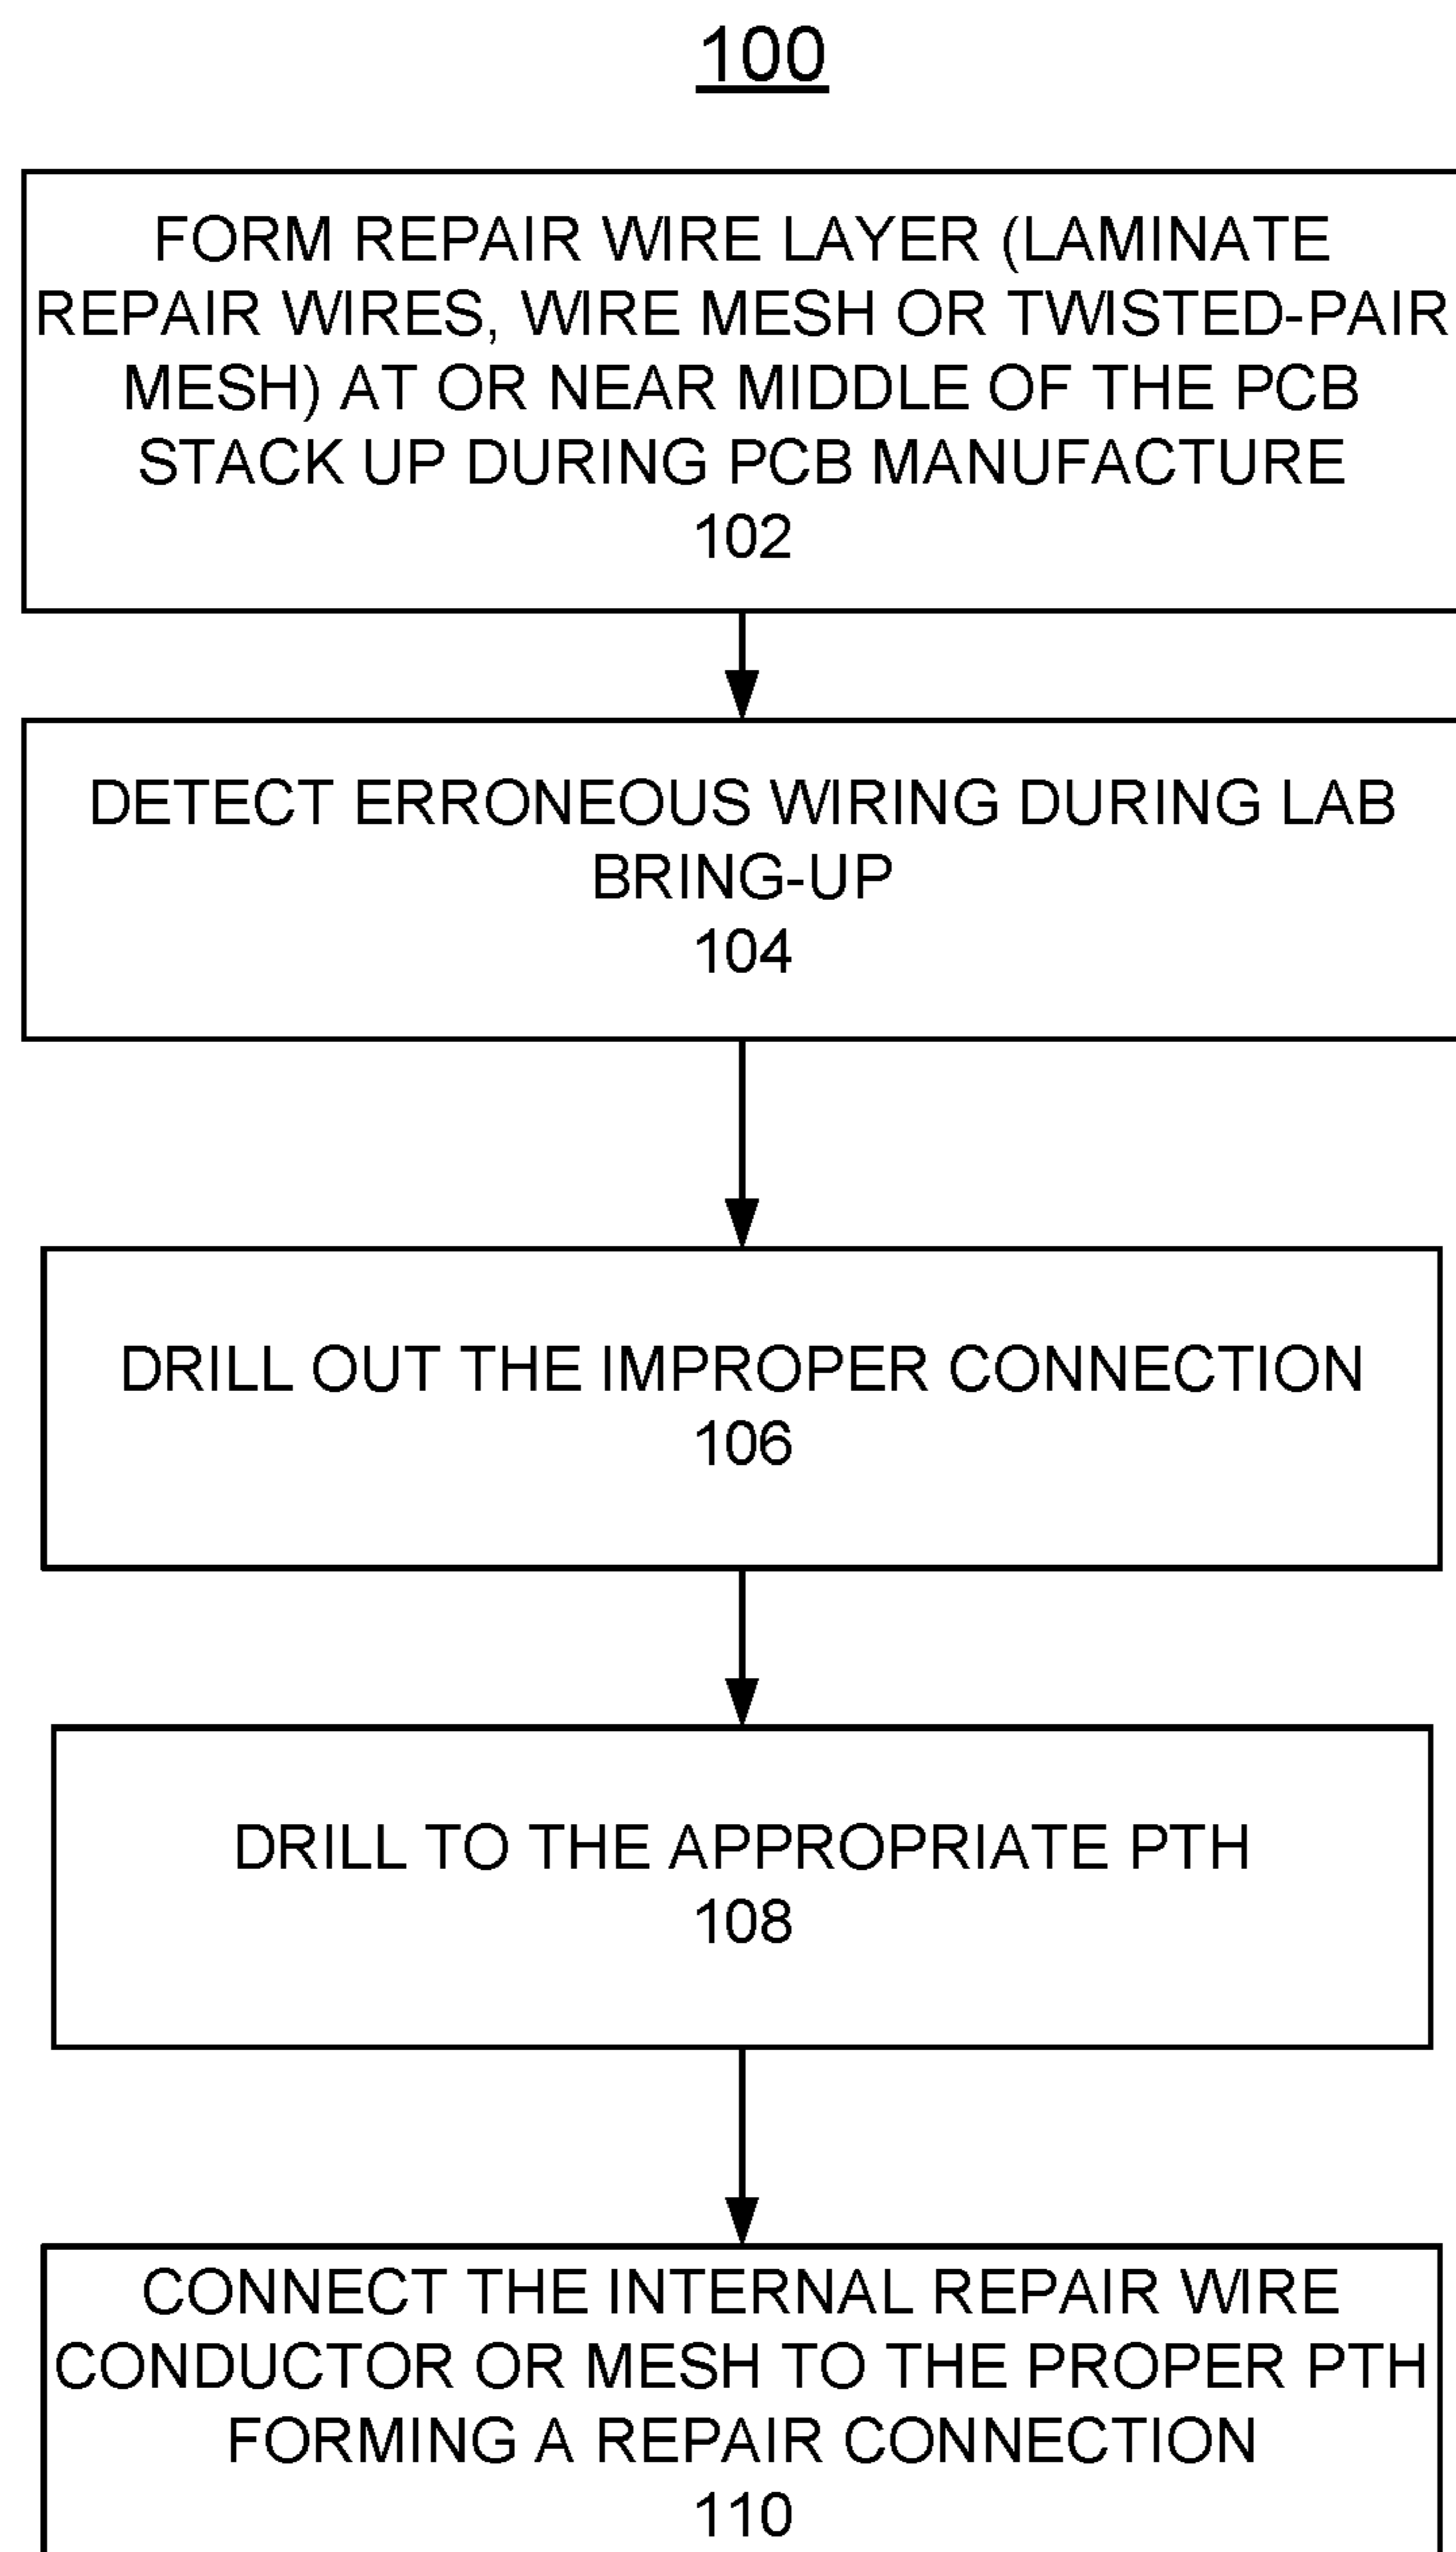 100
FORM REPAIR WIRE LAYER (LAMINATE
REPAIR WIRES, WIRE MESH OR TWISTED-PAIR
MESH) AT OR NEAR MIDDLE OF THE PCB
STACK UP DURING PCB MANUFACTURE
102
DETECT ERRONEOUS WIRING DURING LAB
BRING-UP
104
DRILL OUT THE IMPROPER CONNECTION
106
DRILL TO THE APPROPRIATE PTH
108
CONNECT THE INTERNAL REPAIR WIRE
CONDUCTOR OR MESH TO THE PROPER PTH
FORMING A REPAIR CONNECTION
110